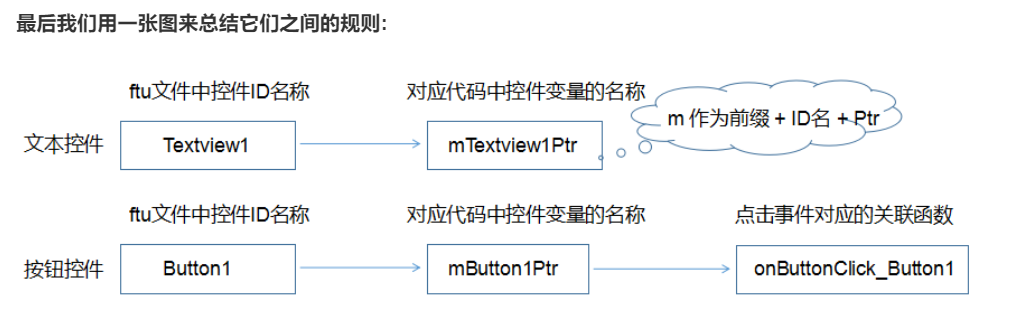 最后我们用一张图来总结它们之间的规则:
ftu文件中控件ID名称
对应代码中控件变量的名称
m 作为前缀 + ID名 + Ptr
文本控件
Textview1
mTextview1Ptr
ftu文件中控件ID名称
对应代码中控件变量的名称
点击事件对应的关联函数
按钮控件
Button1
mButton1Ptr
onButtonClick_Button1